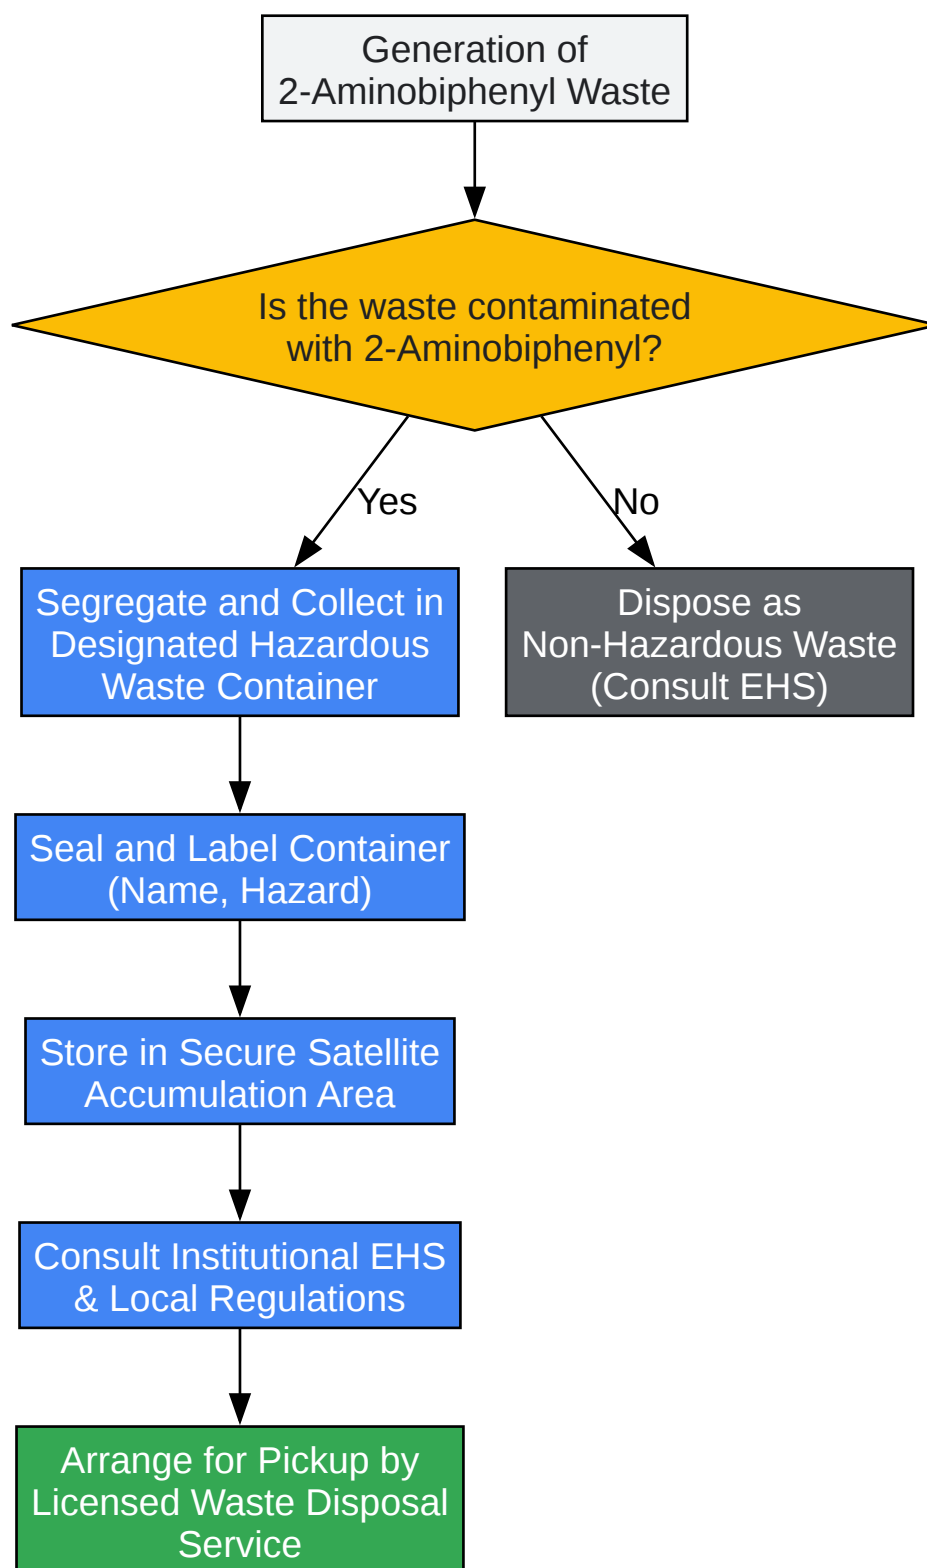 Generation of
2-Aminobiphenyl Waste
Is the waste contaminated
with 2-Aminobiphenyl?
Yes
No
Segregate and Collect in
Designated Hazardous
Waste Container
Dispose as
Non-Hazardous Waste
(Consult EHS)
Seal and Label Container
(Name, Hazard)
Store in Secure Satellite
Accumulation Area
Consult Institutional EHS
& Local Regulations
Arrange for Pickup by
Licensed Waste Disposal
Service